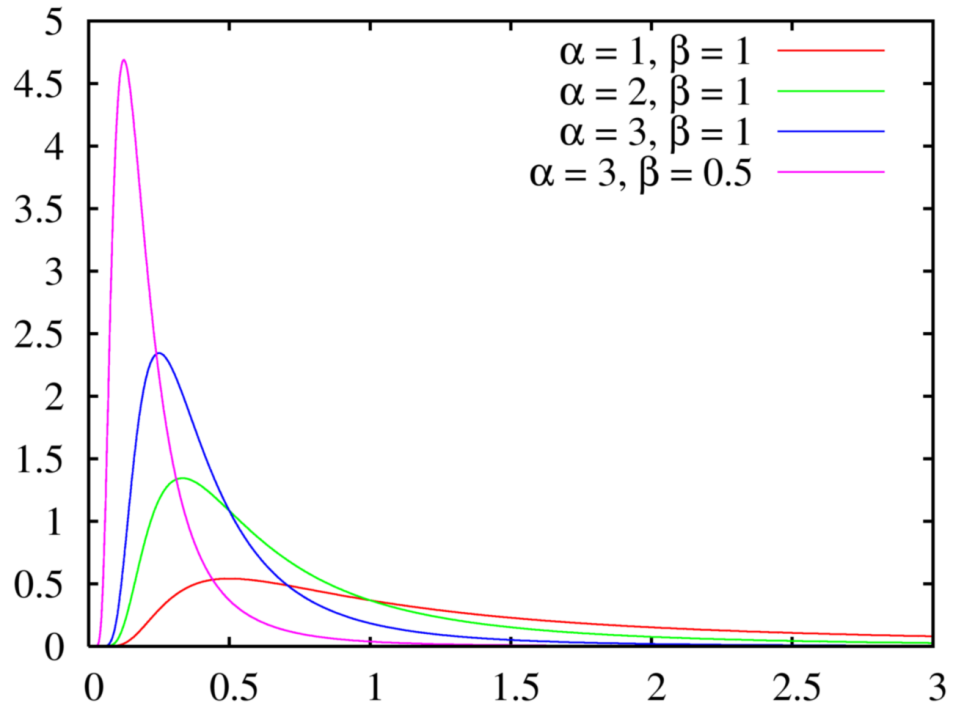 5
4.5
4
3.5
3
2.5
2
1.5
1
0.5
0
α = 1, β = 1
α = 2, β = 1
α = 3, β = 1
α = 3, β = 0.5
0 0.5 1 1.5 2 2.5 3